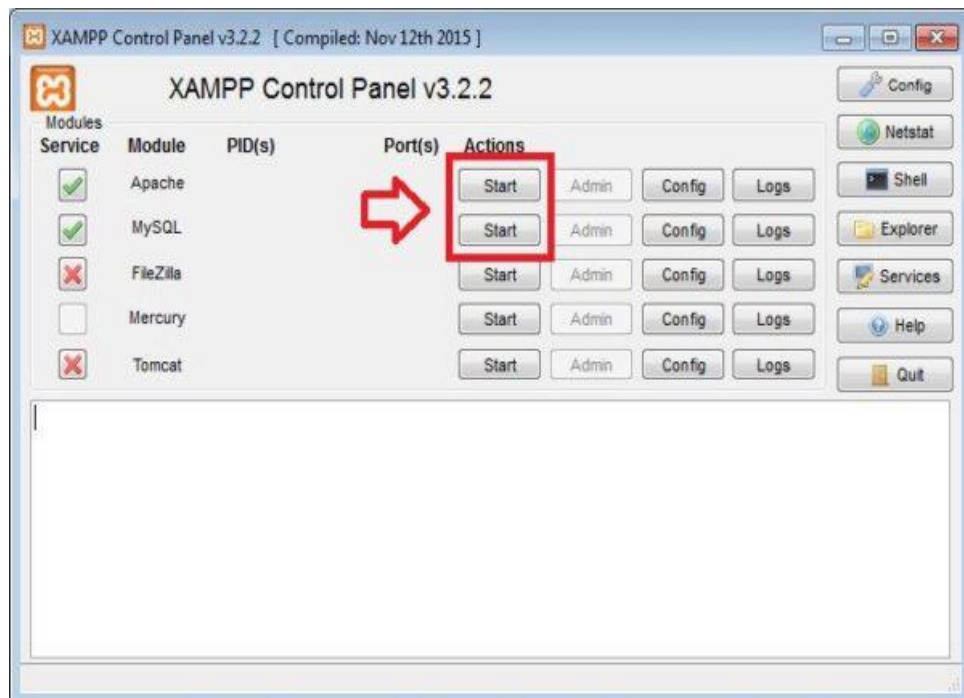 XAMPP Control Panel v3.2.2 [ Compiled: Nov 12th 2015 ]
XAMPP Control Panel v3.2.2
Config
Modules
Netstat
Service Module PID(s) Port(s) Actions
Apache Start Admin Config Logs
Shell
MySQL Start Admin Config Logs
Explorer
FileZilla Start Admin Config Logs
Services
Mercury Start Admin Config Logs
Help
Tomcat Start Admin Config Logs
Quit